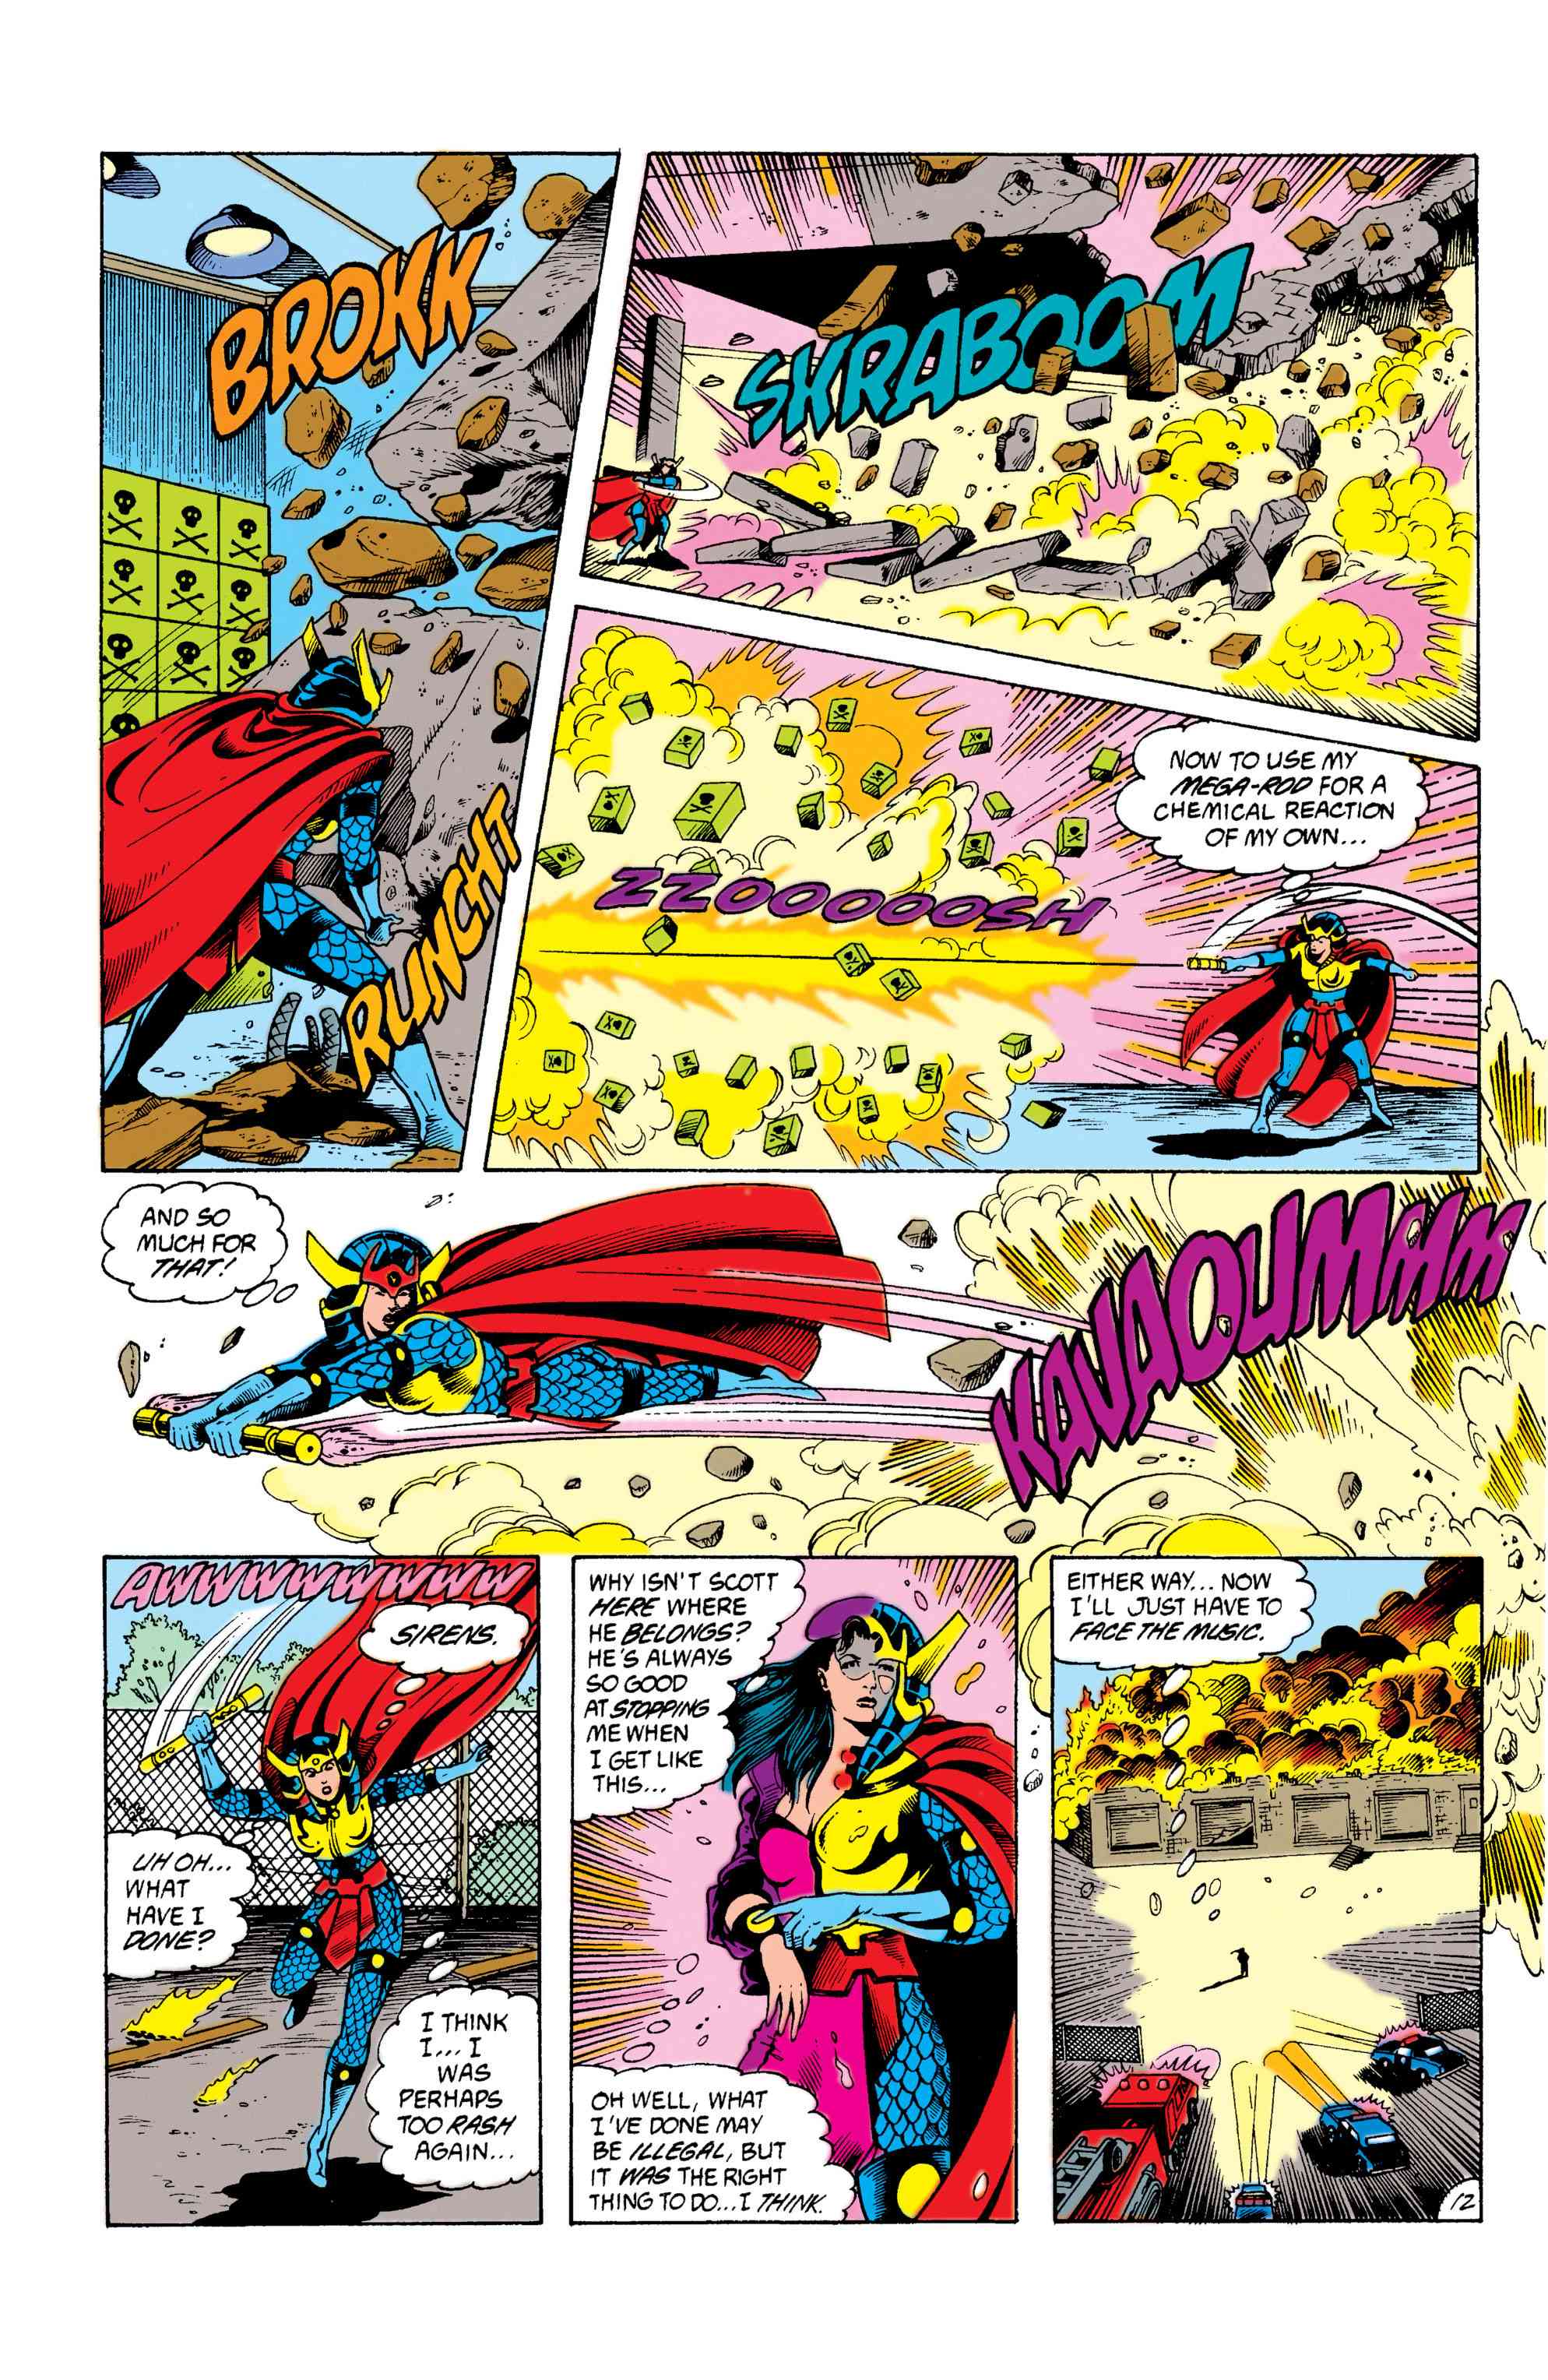 BROKK
RUNCHT
SKRABOOM
NOW TO USE MY
MEGA-ROD FOR A
CHEMICAL REACTION
OF MY OWN...
ZZOOOOOOSH
AND SO
MUCH FOR
THAT!
KAVAOUMMM
AWWWWWWWWW
SIRENS.
UH OH...
WHAT
HAVE I
DONE?
I THINK
I... I
WAS
PERHAPS
TOO RASH
AGAIN...
WHY ISN'T SCOTT
HERE WHERE
HE BELONGS?
HE'S ALWAYS
SO GOOD
AT STOPPING
ME WHEN
I GET LIKE
THIS...
OH WELL, WHAT
I'VE DONE MAY
BE ILLEGAL, BUT
IT WAS THE RIGHT
THING TO DO...I THINK.
EITHER WAY... NOW
I'LL JUST HAVE TO
FACE THE MUSIC.
12